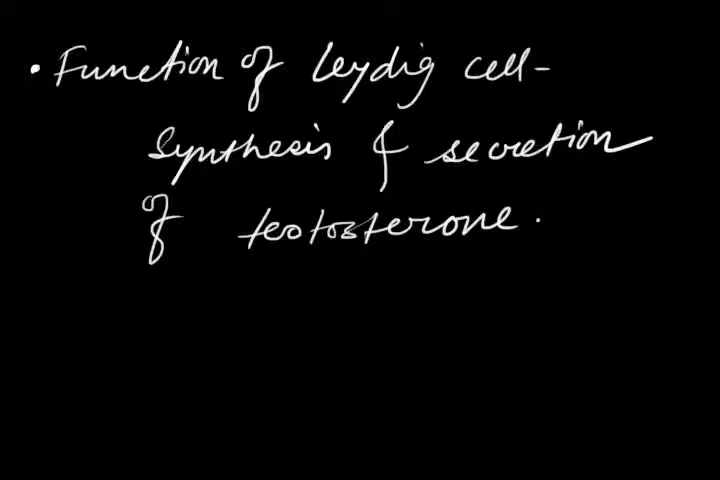 • Function of Leydig cell-
synthesis & secretion
of testosterone.